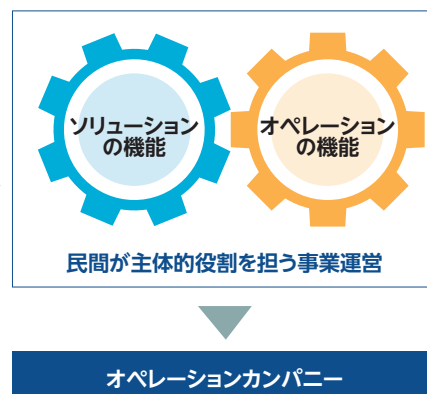 ソリューション
の機能
オペレーション
の機能
民間が主体的役割を担う事業運営
オペレーションカンパニー